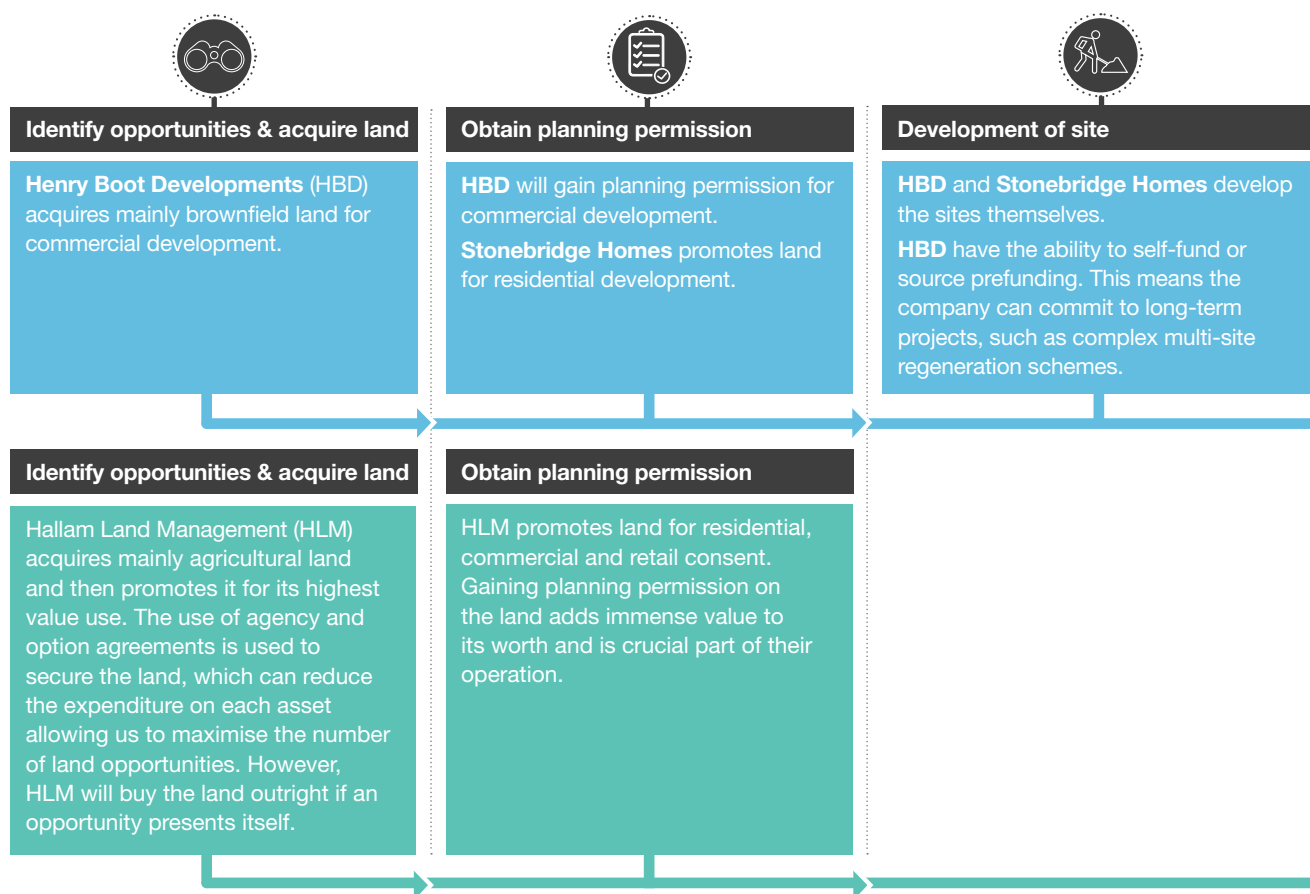 Identify opportunities & acquire land
Henry Boot Developments (HBD)
acquires mainly brownfield land for
commercial development.
Obtain planning permission
HBD will gain planning permission for
commercial development.
Stonebridge Homes promotes land
for residential development.
Development of site
HBD and Stonebridge Homes develop
the sites themselves.
HBD have the ability to self-fund or
source prefunding. This means the
company can commit to long-term
projects, such as complex multi-site
regeneration schemes.
Identify opportunities & acquire land
Hallam Land Management (HLM)
acquires mainly agricultural land
and then promotes it for its highest
value use. The use of agency and
option agreements is used to
secure the land, which can reduce
the expenditure on each asset
allowing us to maximise the number
of land opportunities. However,
HLM will buy the land outright if an
opportunity presents itself.
Obtain planning permission
HLM promotes land for residential,
commercial and retail consent.
Gaining planning permission on
the land adds immense value to
its worth and is crucial part of their
operation.